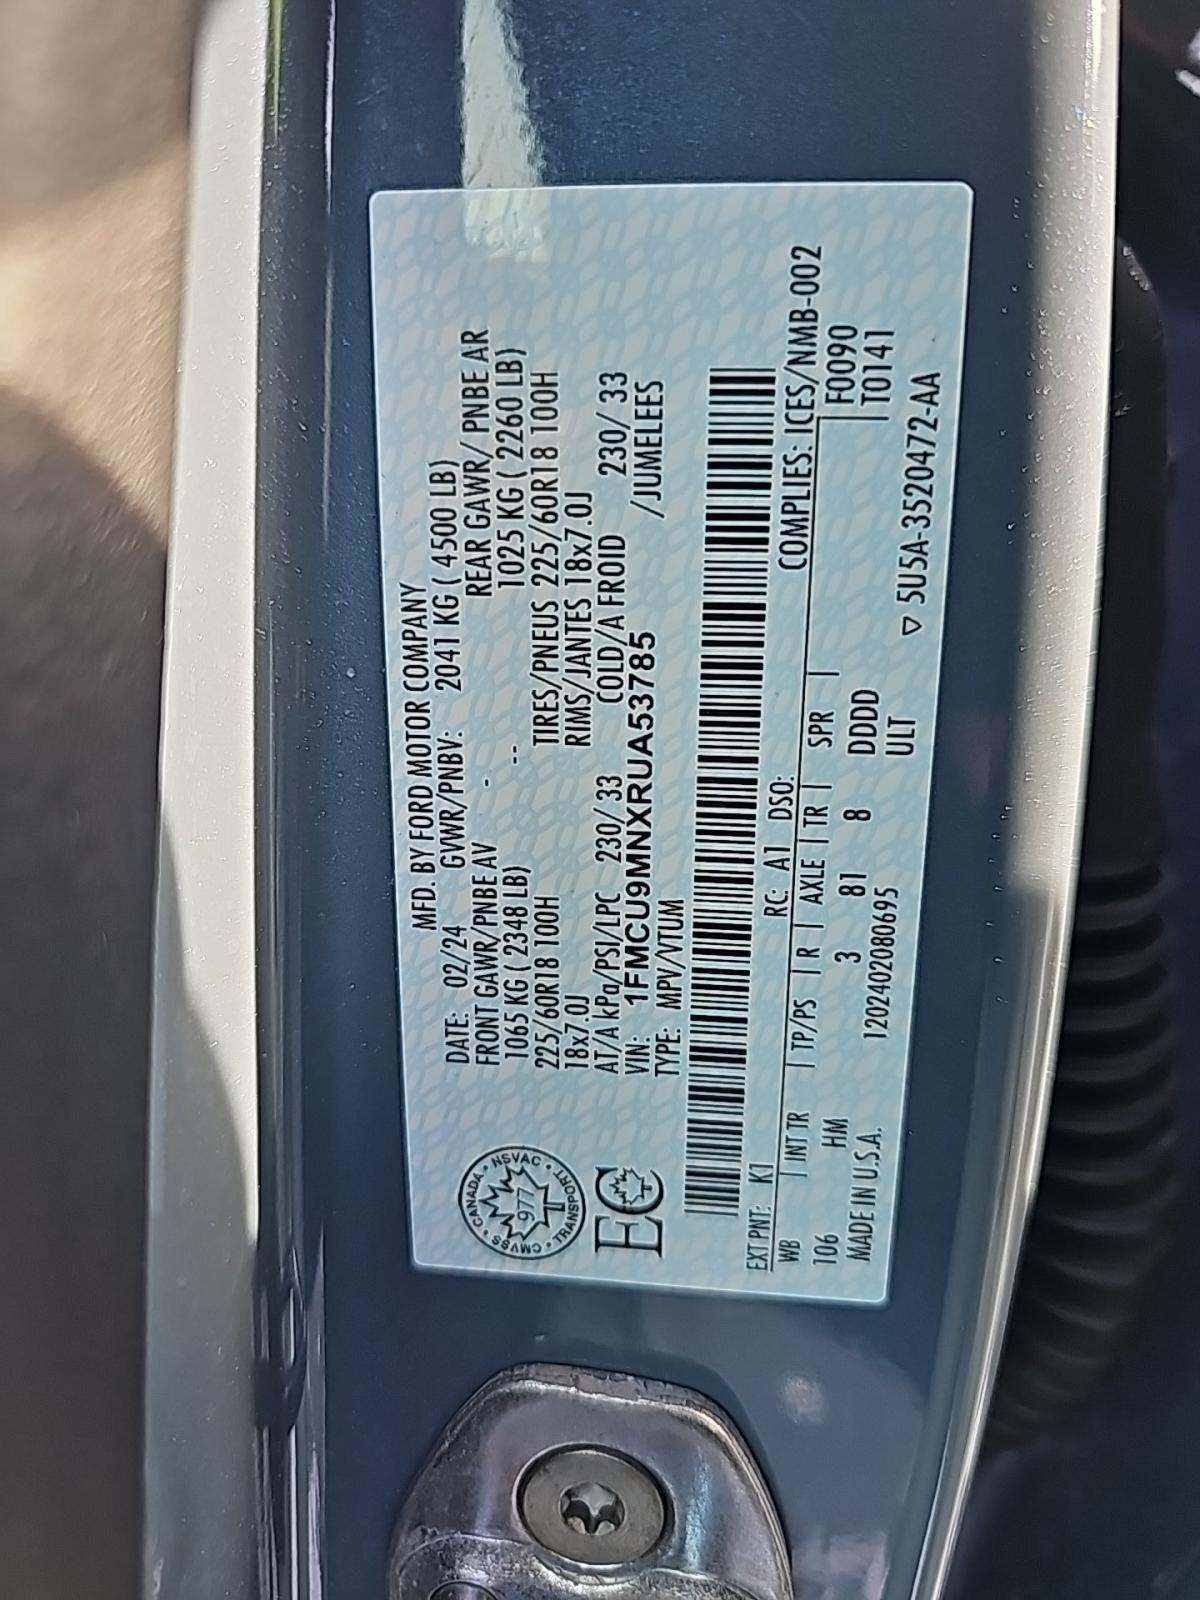 MFD. BY FORD MOTOR COMPANY
DATE: 02/24 GVWR/PNBV: 2041 KG ( 4500 LB)
FRONT GAWR/PNBE AV - REAR GAWR/ PNBE AR
1065 KG ( 2348 LB) -- 1025 KG ( 2260 LB)
225/60R18 100H TIRES/PNEUS 225/60R18 100H
18x7.0J RIMS/JANTES 18x7.0J
AT/A kPa/PSI/LPC 230/ 33 COLD/A FROID 230/ 33
VIN: 1FMCU9MNXRUA53785 /JUMELEES
TYPE: MPV/VTUM
CANADA • NSVAC • TRANSPORT • CMVSS •
977
T
EC
EXT PNT: K1 RC: A1 DSO: COMPLIES: ICES/NMB-002
WB | INT TR | TP/PS | R | AXLE | TR | SPR | F0090
106 HM 3 81 8 DDDD T0141
ULT
MADE IN U.S.A. 120240208​0695
▽ 5U5A-3520472-AA